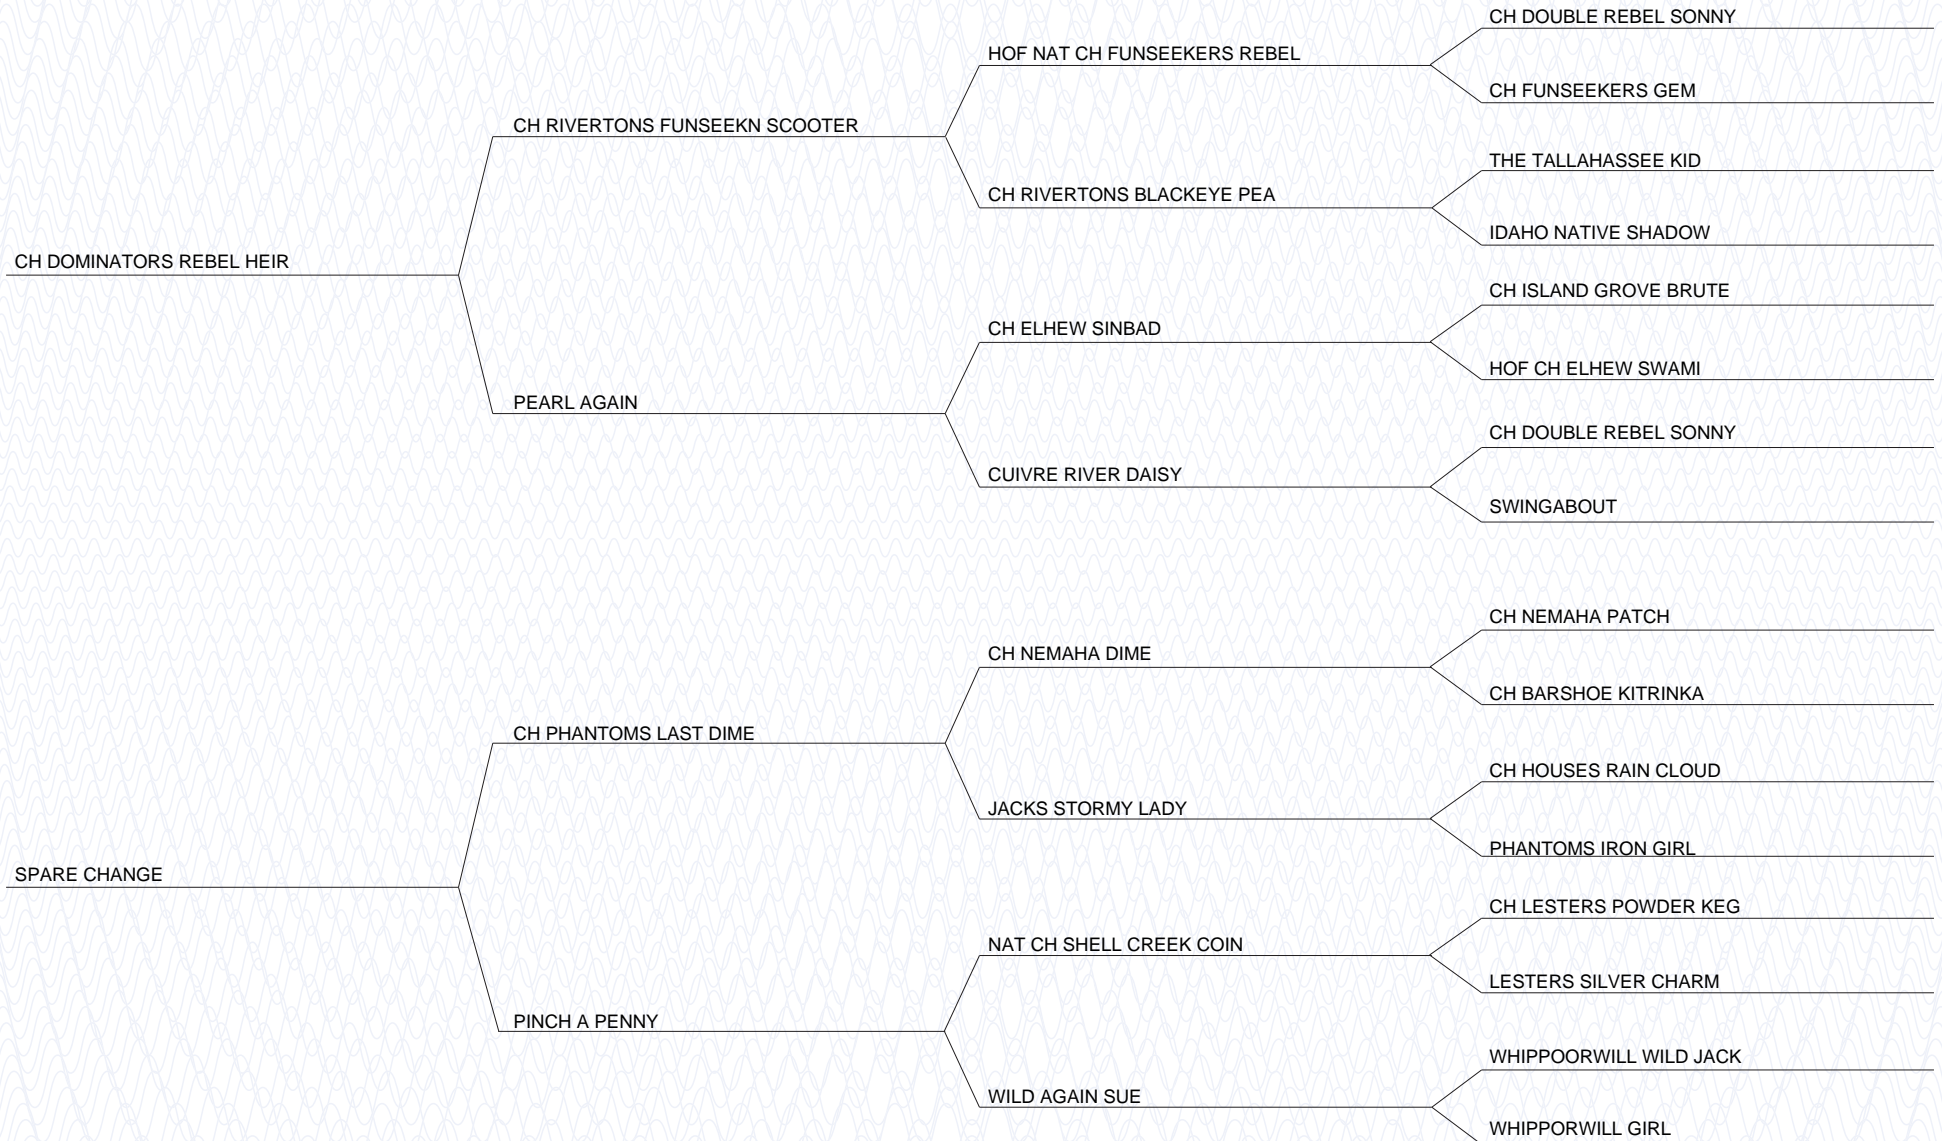 CH DOUBLE REBEL SONNY
HOF NAT CH FUNSEEKERS REBEL
CH FUNSEEKERS GEM
CH RIVERTONS FUNSEEKN SCOOTER
THE TALLAHASSEE KID
CH RIVERTONS BLACKEYE PEA
IDAHO NATIVE SHADOW
CH DOMINATORS REBEL HEIR
CH ISLAND GROVE BRUTE
CH ELHEW SINBAD
HOF CH ELHEW SWAMI
PEARL AGAIN
CH DOUBLE REBEL SONNY
CUIVRE RIVER DAISY
SWINGABOUT
CH NEMAHA PATCH
CH NEMAHA DIME
CH BARSHOE KITRINKA
CH PHANTOMS LAST DIME
CH HOUSES RAIN CLOUD
JACKS STORMY LADY
PHANTOMS IRON GIRL
SPARE CHANGE
CH LESTERS POWDER KEG
NAT CH SHELL CREEK COIN
LESTERS SILVER CHARM
PINCH A PENNY
WHIPPOORWILL WILD JACK
WILD AGAIN SUE
WHIPPORWILL GIRL